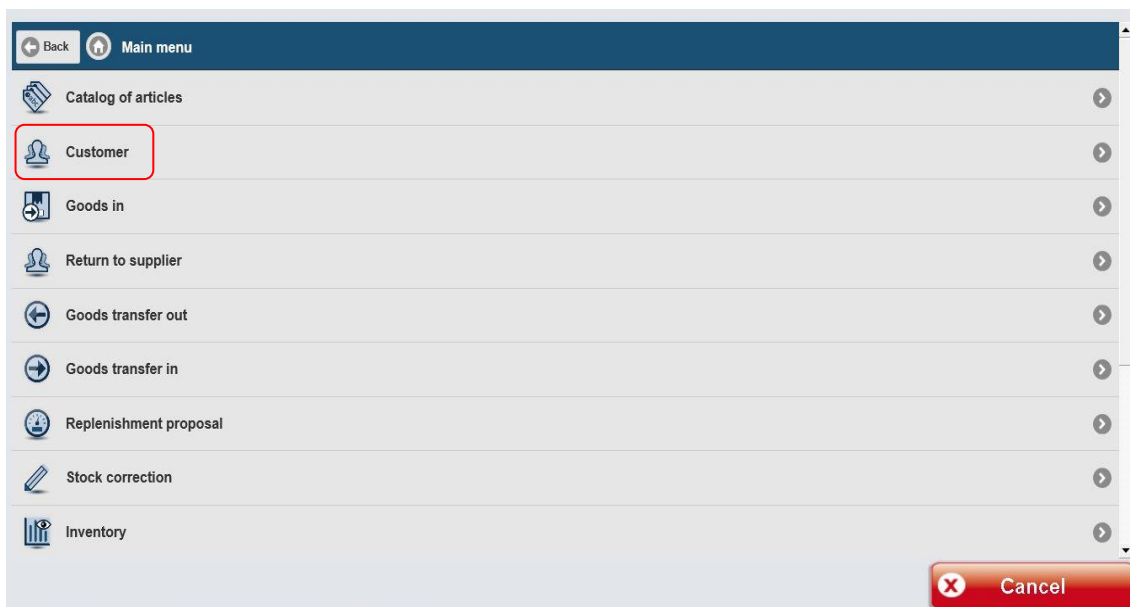 Back Main menu
Catalog of articles
Customer
Goods in
Return to supplier
Goods transfer out
Goods transfer in
Replenishment proposal
Stock correction
Inventory
Cancel